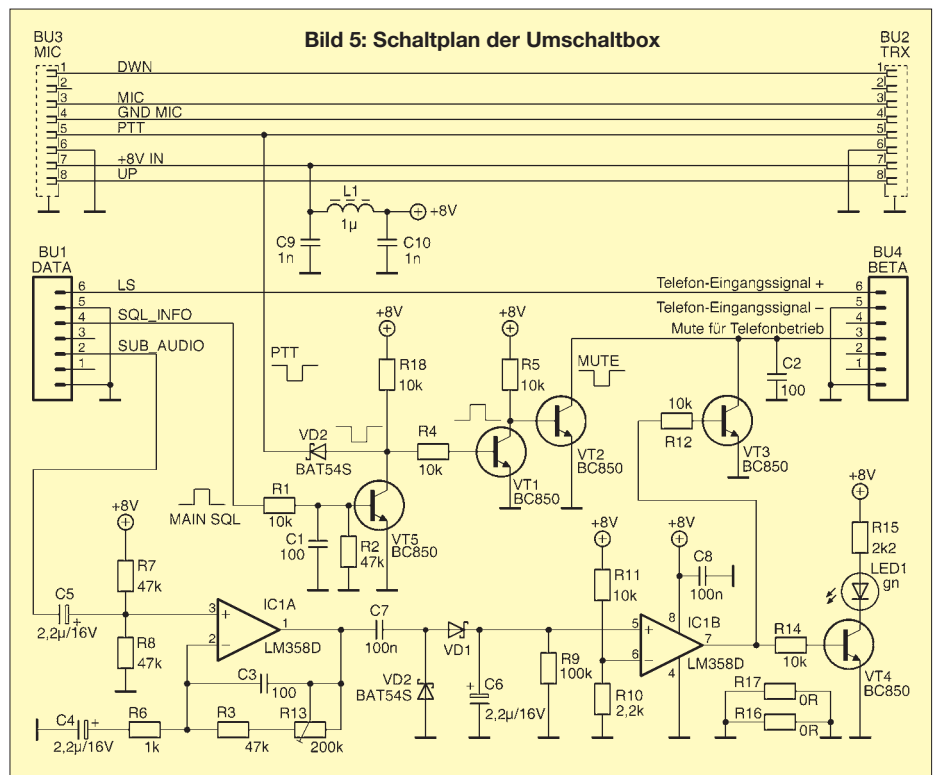 Bild 5: Schaltplan der Umschaltbox
BU3
MIC
BU2
TRX
1 DWN 1
2 2
3 MIC 3
4 GND MIC 4
5 PTT 5
6 6
7 +8V IN 7
8 UP 8
L1
1µ
+8V
C9
1n
C10
1n
BU1
DATA
BU4
BETA
6 LS Telefon-Eingangssignal + 6
5 Telefon-Eingangssignal – 5
4 SQL_INFO 4
3 Mute für Telefonbetrieb 3
2 SUB_AUDIO 2
1 1
+8V
+8V
PTT
R18
10k
R5
10k
MUTE
C2
100
VD2
BAT54S
R4
10k
VT1
BC850
VT2
BC850
10k
R12
VT3
BC850
MAIN SQL
R1
10k
C1
100
R2
47k
VT5
BC850
+8V
R7
47k
R8
47k
C5
+
2,2µ/16V
3
+
2
–
1
IC1A
LM358D
C7
100n
VD1
VD2
BAT54S
+
C6
2,2µ/16V
R9
100k
+8V
R11
10k
R10
2,2k
+8V
C8
100n
5
+
6
–
8
4
7
IC1B
LM358D
R14
10k
+8V
R15
2k2
LED1
gn
VT4
BC850
R17
0R
R16
0R
C3
100
C4
+
2,2µ/16V
R6
1k
R3
47k
R13
200k